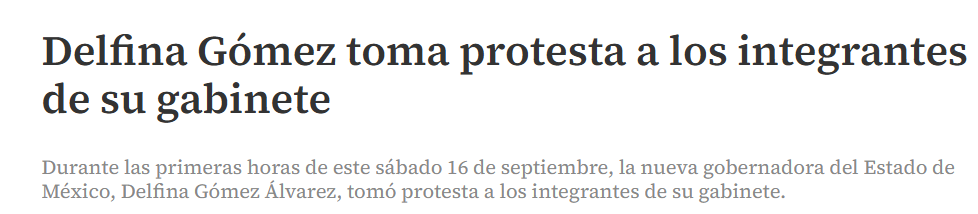 Delfina Gómez toma protesta a los integrantes
de su gabinete
Durante las primeras horas de este sábado 16 de septiembre, la nueva gobernadora del Estado de
México, Delfina Gómez Álvarez, tomó protesta a los integrantes de su gabinete.